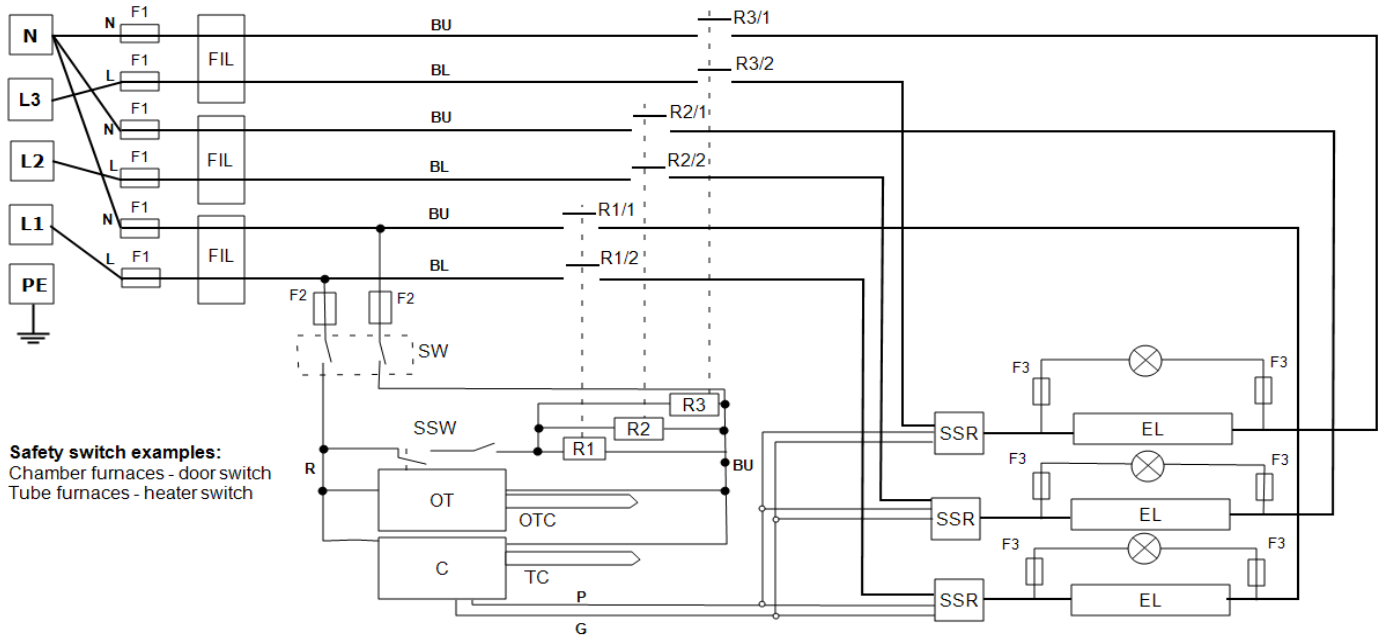 N
L3
L2
L1
PE
N F1
L F1
N F1
L F1
N F1
L F1
FIL
FIL
FIL
BU
BL
BU
BL
BU
BL
R3/1
R3/2
R2/1
R2/2
R1/1
R1/2
F2
F2
SW
SSW
R3
R2
R1
R
BU
OT
OTC
C
TC
P
G
F3
F3
SSR
EL
F3
F3
SSR
EL
F3
F3
SSR
EL
Safety switch examples:
Chamber furnaces - door switch
Tube furnaces - heater switch